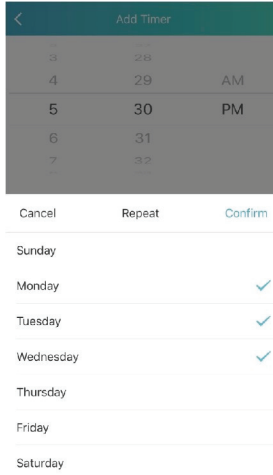 Add Timer
3 28
4 29 AM
5 30 PM
6 31
7 32
Cancel Repeat Confirm
Sunday
Monday
Tuesday
Wednesday
Thursday
Friday
Saturday